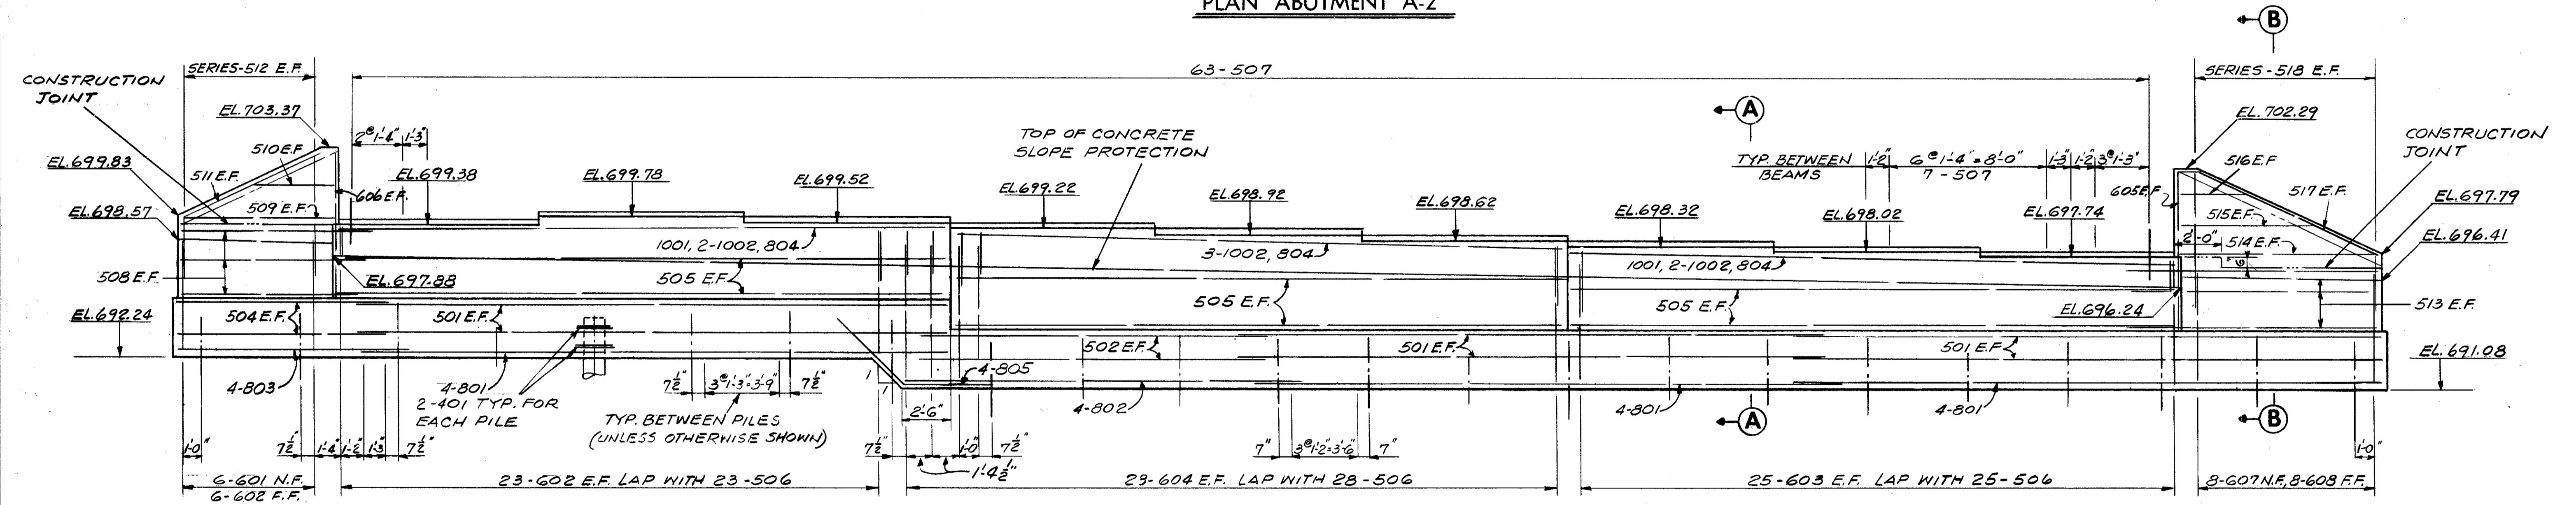 PLAN ABUTMENT A-2
B
SERIES-512 E.F.
63-507
SERIES-518 E.F.
CONSTRUCTION
JOINT
EL.703.37
A
EL.702.29
2@1'-4" 1'-3"
TOP OF CONCRETE
SLOPE PROTECTION
CONSTRUCTION
JOINT
EL.699.83
510 E.F.
511 E.F.
606 E.F.
EL.699.38
EL.699.78
EL.699.52
EL.699.22
EL.698.92
EL.698.62
TYP. BETWEEN
BEAMS
1'-2" 6@1'-4"=8'-0" 1'-3" 1'-2" 3@1'-3"
7-507
516 E.F.
605 E.F.
517 E.F.
EL.698.57
509 E.F.
EL.698.32
EL.698.02
EL.697.74
515 E.F.
EL.697.79
2'-0"
514 E.F.
EL.696.41
1001, 2-1002, 804
3-1002, 804
1001, 2-1002, 804
6"
508 E.F.
EL.697.88
505 E.F.
505 E.F.
505 E.F.
EL.696.24
513 E.F.
EL.692.24
504 E.F.
501 E.F.
502 E.F.
501 E.F.
501 E.F.
EL.691.08
4-803
4-801
2-401 TYP. FOR
EACH PILE
7½" 3@1'-3"=3'-9" 7½"
TYP. BETWEEN PILES
(UNLESS OTHERWISE SHOWN)
1
1
4-805
2'-6"
4-802
4-801
4-801
A
B
1'-0"
7½" 1'-4" 1'-2" 1'-3" 7½"
7½"
1'-0" 7½"
1'-4½"
7" 3@1'-2"=3'-6" 7"
1'-0"
6-601 N.F.
6-602 F.F.
23-602 E.F. LAP WITH 23-506
28-604 E.F. LAP WITH 28-506
25-603 E.F. LAP WITH 25-506
8-607 N.F., 8-608 F.F.